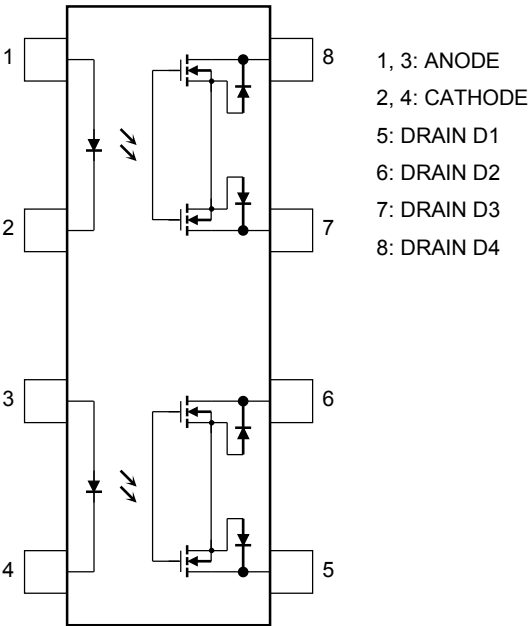 1
2
3
4
8
7
6
5
1, 3: ANODE
2, 4: CATHODE
5: DRAIN D1
6: DRAIN D2
7: DRAIN D3
8: DRAIN D4